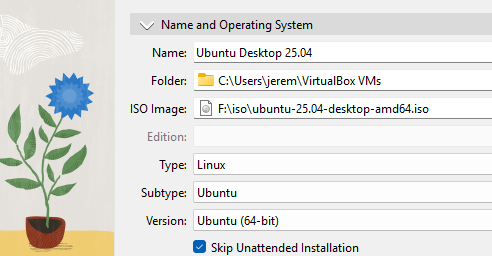 Name and Operating System
Name: Ubuntu Desktop 25.04
Folder: C:\Users\jerem\VirtualBox VMs
ISO Image: F:\iso\ubuntu-25.04-desktop-amd64.iso
Edition:
Type: Linux
Subtype: Ubuntu
Version: Ubuntu (64-bit)
Skip Unattended Installation